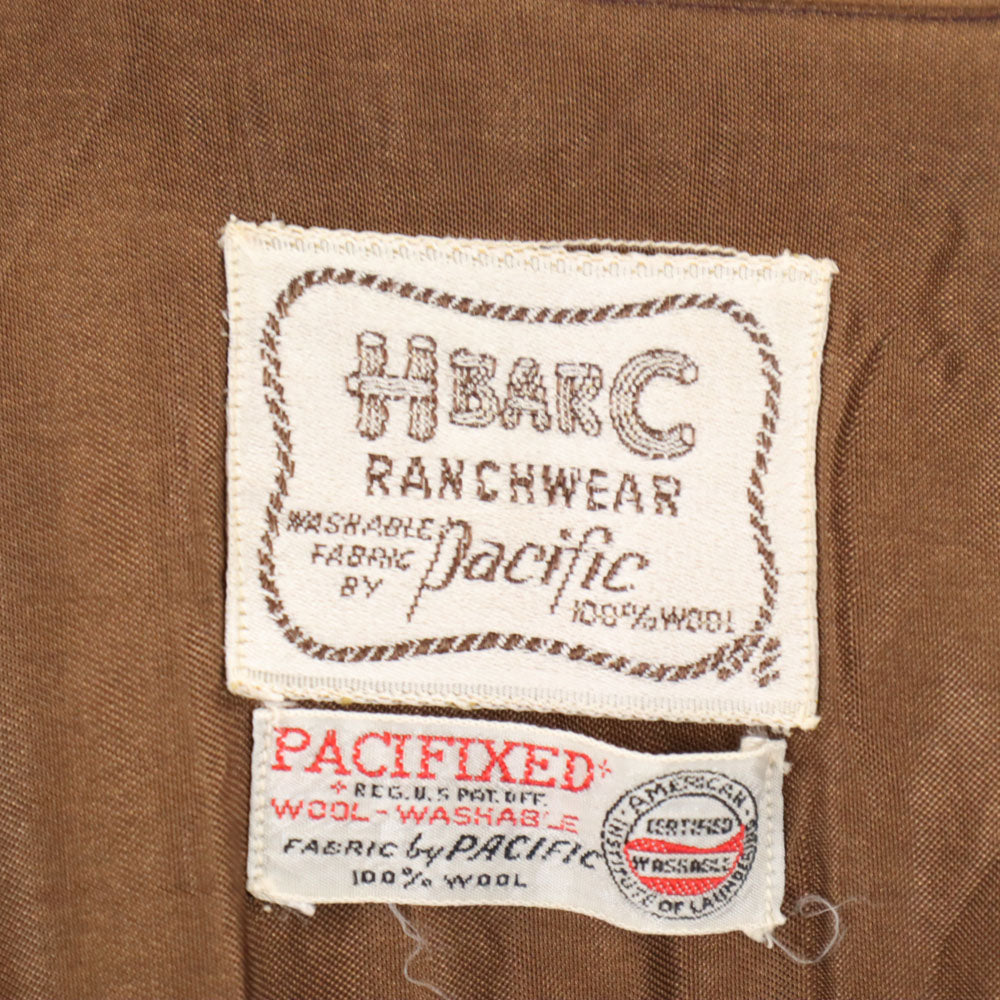 H BAR C
RANCHWEAR
WASHABLE
FABRIC
BY
Pacific
100% WOOL
PACIFIXED
REG. U.S. PAT. OFF.
WOOL-WASHABLE
FABRIC by PACIFIC
100% WOOL
AMERICAN
INSTITUTE OF LAUNDERING
CERTIFIED
WASHABLE